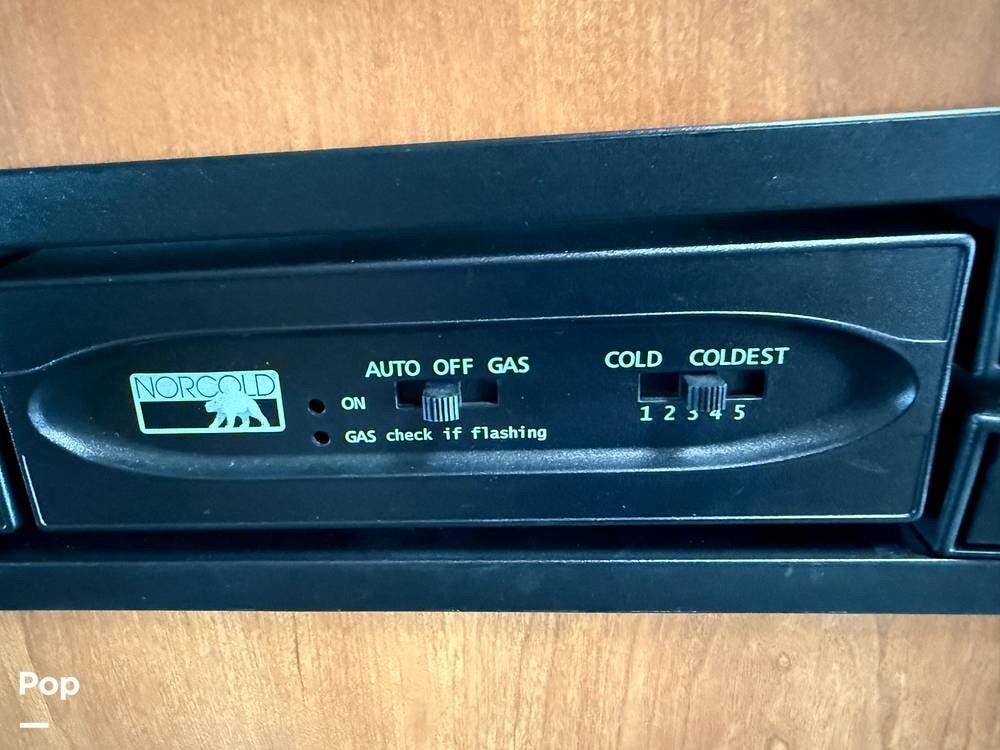 NORCOLD
AUTO OFF GAS
ON
GAS check if flashing
COLD COLDEST
1 2 3 4 5
Pop